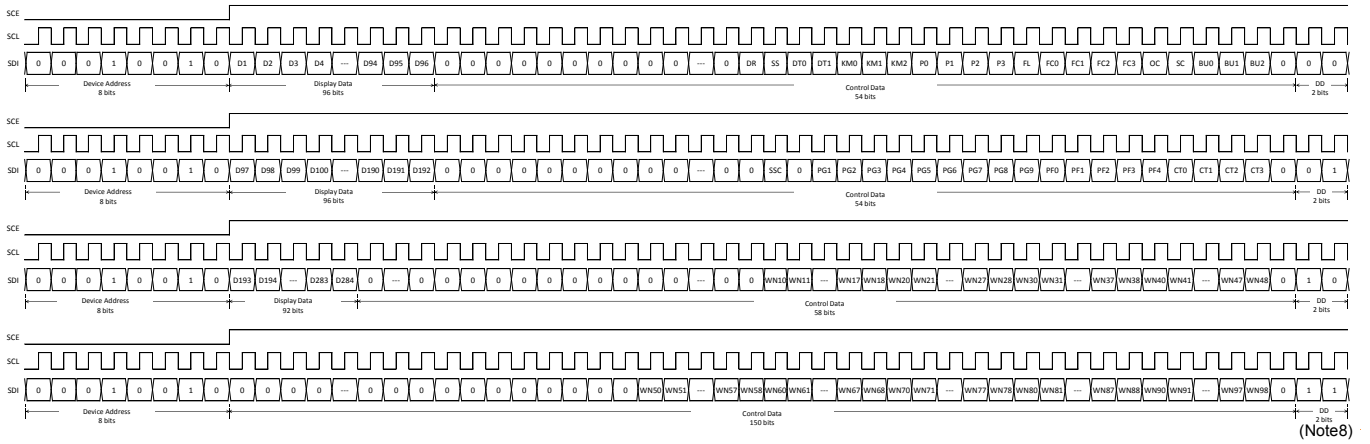 SCE
SCL
SDI 0 0 0 1 0 0 1 0 D1 D2 D3 D4 --- D94 D95 D96 0 0 0 0 0 0 0 0 0 0 --- 0 DR SS DT0 DT1 KM0 KM1 KM2 P0 P1 P2 P3 FL FC0 FC1 FC2 FC3 OC SC BU0 BU1 BU2 0 0 0
Device Address Display Data Control Data DD
8 bits 96 bits 54 bits 2 bits
SCE
SCL
SDI 0 0 0 1 0 0 1 0 D97 D98 D99 D100 --- D190 D191 D192 0 0 0 0 0 0 0 0 0 0 --- 0 0 SSC 0 PG1 PG2 PG3 PG4 PG5 PG6 PG7 PG8 PG9 PF0 PF1 PF2 PF3 PF4 CT0 CT1 CT2 CT3 0 0 1
Device Address Display Data Control Data DD
8 bits 96 bits 54 bits 2 bits
SCE
SCL
SDI 0 0 0 1 0 0 1 0 D193 D194 --- D283 D284 0 --- 0 0 0 0 0 0 0 0 0 0 0 --- 0 0 WN10 WN11 --- WN17 WN18 WN20 WN21 --- WN27 WN28 WN30 WN31 --- WN37 WN38 WN40 WN41 --- WN47 WN48 0 1 0
Device Address Display Data Control Data DD
8 bits 92 bits 58 bits 2 bits
SCE
SCL
SDI 0 0 0 1 0 0 1 0 0 0 0 0 --- 0 0 0 0 0 0 0 0 0 0 0 WN50 WN51 --- WN57 WN58 WN60 WN61 --- WN67 WN68 WN70 WN71 --- WN77 WN78 WN80 WN81 --- WN87 WN88 WN90 WN91 --- WN97 WN98 0 1 1
Device Address Control Data DD
8 bits 150 bits 2 bits
(Note8)